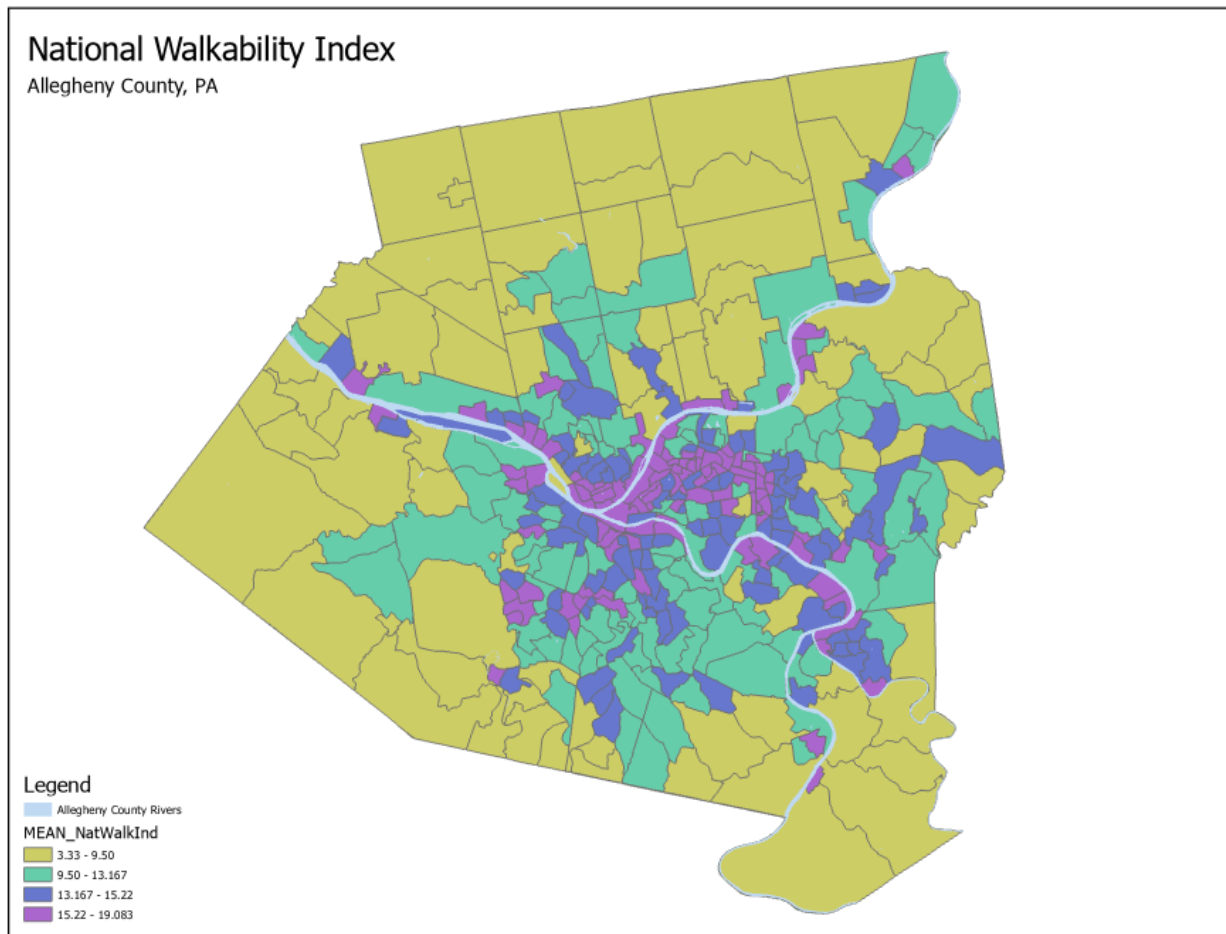 National Walkability Index
Allegheny County, PA
Legend
Allegheny County Rivers
MEAN_NatWalkInd
3.33 - 9.50
9.50 - 13.167
13.167 - 15.22
15.22 - 19.083